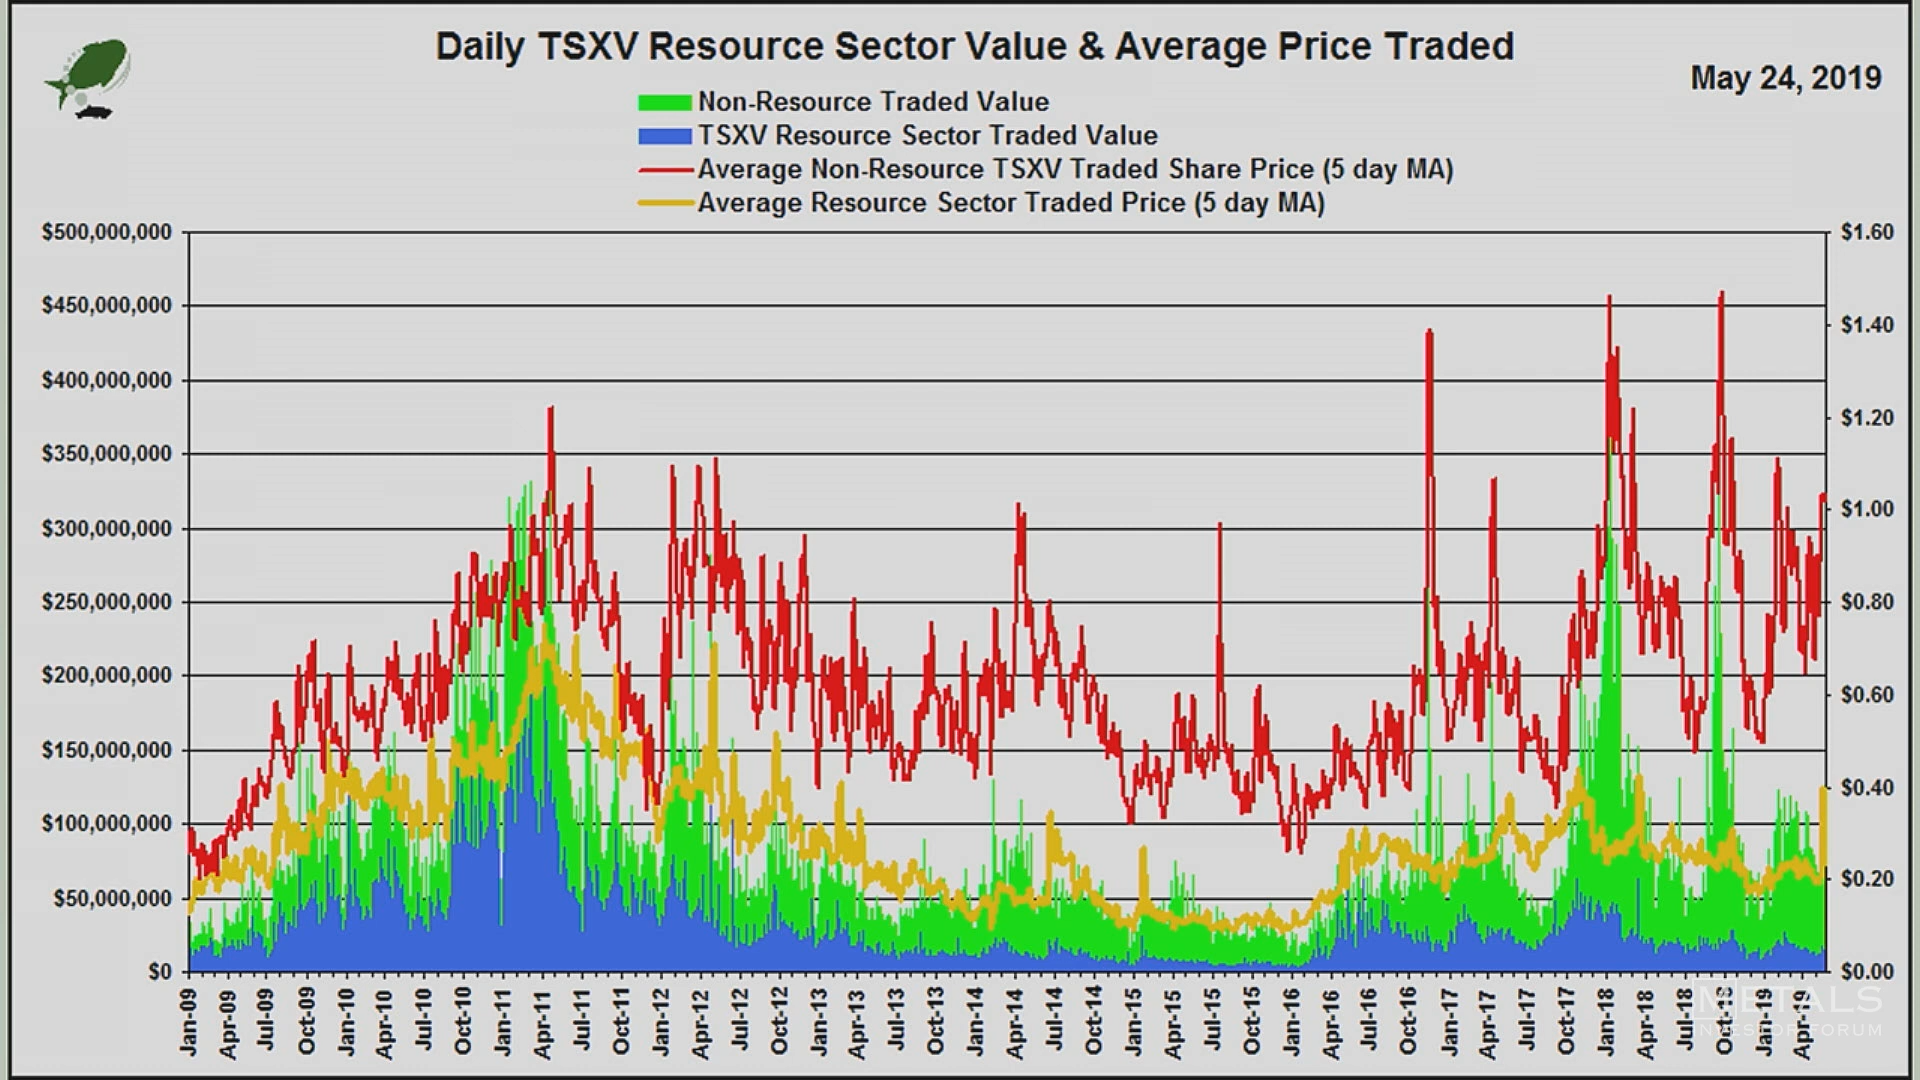 Daily TSXV Resource Sector Value & Average Price Traded
May 24, 2019
Non-Resource Traded Value
TSXV Resource Sector Traded Value
Average Non-Resource TSXV Traded Share Price (5 day MA)
Average Resource Sector Traded Price (5 day MA)
$500,000,000
$450,000,000
$400,000,000
$350,000,000
$300,000,000
$250,000,000
$200,000,000
$150,000,000
$100,000,000
$50,000,000
$0
$1.60
$1.40
$1.20
$1.00
$0.80
$0.60
$0.40
$0.20
$0.00
Jan-09
Apr-09
Jul-09
Oct-09
Jan-10
Apr-10
Jul-10
Oct-10
Jan-11
Apr-11
Jul-11
Oct-11
Jan-12
Apr-12
Jul-12
Oct-12
Jan-13
Apr-13
Jul-13
Oct-13
Jan-14
Apr-14
Jul-14
Oct-14
Jan-15
Apr-15
Jul-15
Oct-15
Jan-16
Apr-16
Jul-16
Oct-16
Jan-17
Apr-17
Jul-17
Oct-17
Jan-18
Apr-18
Jul-18
Oct-18
Jan-19
Apr-19
METALS
INVESTOR FORUM